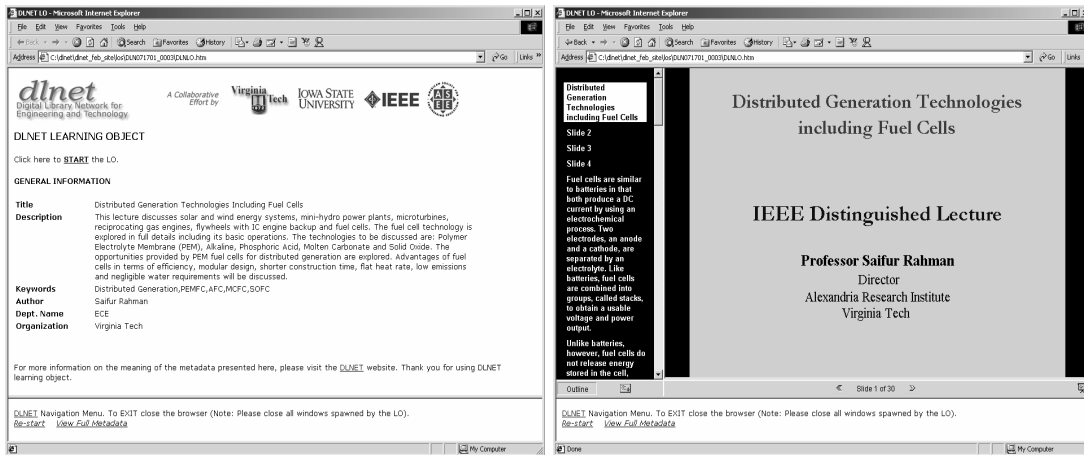 DLNET LO - Microsoft Internet Explorer
File Edit View Favorites Tools Help
Back Search Favorites History
Address C:\dlnet\dlnet_feb_site\los\DLN071701_0003\DLNLO.htm Go Links »
dlnet
Digital Library Network for
Engineering and Technology
A Collaborative
Effort by
Virginia Tech
IOWA STATE
UNIVERSITY
IEEE
ASEE
DLNET LEARNING OBJECT
Click here to START the LO.
GENERAL INFORMATION
Title Distributed Generation Technologies Including Fuel Cells
Description This lecture discusses solar and wind energy systems, mini-hydro power plants, microturbines,
reciprocating gas engines, flywheels with IC engine backup and fuel cells. The fuel cell technology is
explored in full details including its basic operations. The technologies to be discussed are: Polymer
Electrolyte Membrane (PEM), Alkaline, Phosphoric Acid, Molten Carbonate and Solid Oxide. The
opportunities provided by PEM fuel cells for distributed generation are explored. Advantages of fuel
cells in terms of efficiency, modular design, shorter construction time, flat heat rate, low emissions
and negligible water requirements will be discussed.
Keywords Distributed Generation,PEMFC,AFC,MCFC,SOFC
Author Saifur Rahman
Dept. Name ECE
Organization Virginia Tech
For more information on the meaning of the metadata presented here, please visit the DLNET website. Thank you for using DLNET
learning object.
DLNET Navigation Menu. To EXIT close the browser (Note: Please close all windows spawned by the LO).
Re-start View Full Metadata
My Computer
DLNET LO - Microsoft Internet Explorer
File Edit View Favorites Tools Help
Back Search Favorites History
Address C:\dlnet\dlnet_feb_site\los\DLN071701_0003\DLNLO.htm Go Links
Distributed
Generation
Technologies
including Fuel Cells
Slide 2
Slide 3
Slide 4
Fuel cells are similar
to batteries in that
both produce a DC
current by using an
electrochemical
process. Two
electrodes, an anode
and a cathode, are
separated by an
electrolyte. Like
batteries, fuel cells
are combined into
groups, called stacks,
to obtain a usable
voltage and power
output.
Unlike batteries,
however, fuel cells do
not release energy
stored in the cell,
Outline
Distributed Generation Technologies
including Fuel Cells
IEEE Distinguished Lecture
Professor Saifur Rahman
Director
Alexandria Research Institute
Virginia Tech
Slide 1 of 30
DLNET Navigation Menu. To EXIT close the browser (Note: Please close all windows spawned by the LO).
Re-start View Full Metadata
Done My Computer